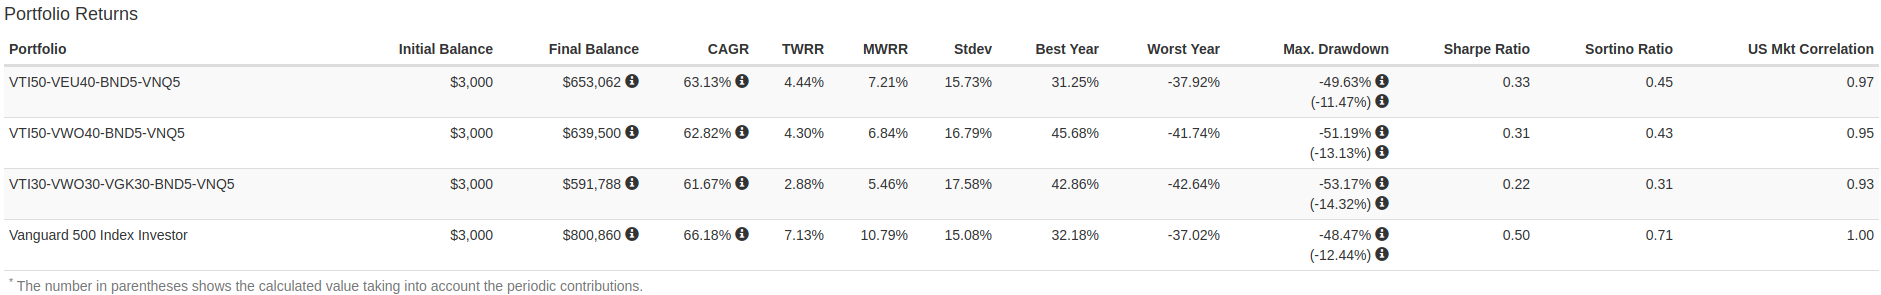 Portfolio Returns
Portfolio Initial Balance Final Balance CAGR TWRR MWRR Stdev Best Year Worst Year Max. Drawdown Sharpe Ratio Sortino Ratio US Mkt Correlation
VTI50-VEU40-BND5-VNQ5 $3,000 $653,062 63.13% 4.44% 7.21% 15.73% 31.25% -37.92% -49.63% 0.33 0.45 0.97
(-11.47%)
VTI50-VWO40-BND5-VNQ5 $3,000 $639,500 62.82% 4.30% 6.84% 16.79% 45.68% -41.74% -51.19% 0.31 0.43 0.95
(-13.13%)
VTI30-VWO30-VGK30-BND5-VNQ5 $3,000 $591,788 61.67% 2.88% 5.46% 17.58% 42.86% -42.64% -53.17% 0.22 0.31 0.93
(-14.32%)
Vanguard 500 Index Investor $3,000 $800,860 66.18% 7.13% 10.79% 15.08% 32.18% -37.02% -48.47% 0.50 0.71 1.00
(-12.44%)
* The number in parentheses shows the calculated value taking into account the periodic contributions.